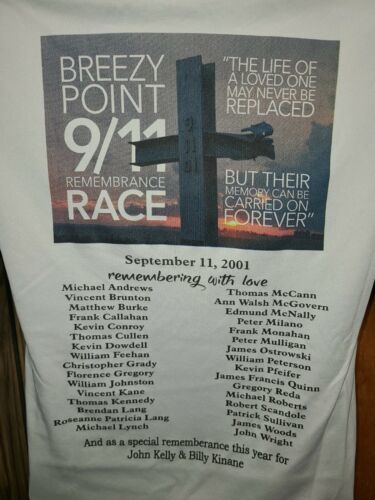 BREEZY
POINT
9/11
REMEMBRANCE
RACE
"THE LIFE OF
A LOVED ONE
MAY NEVER BE
REPLACED
BUT THEIR
MEMORY CAN BE
CARRIED ON
FOREVER"
9
11
01
September 11, 2001
remembering with love
Michael Andrews
Vincent Brunton
Matthew Burke
Frank Callahan
Kevin Conroy
Thomas Cullen
Kevin Dowdell
William Feehan
Christopher Grady
Florence Gregory
William Johnston
Vincent Kane
Thomas Kennedy
Brendan Lang
Roseanne Patricia Lang
Michael Lynch
Thomas McCann
Ann Walsh McGovern
Edmund McNally
Peter Milano
Frank Monahan
Peter Mulligan
James Ostrowski
William Peterson
Kevin Pfeifer
James Francis Quinn
Gregory Reda
Michael Roberts
Robert Scandole
Patrick Sullivan
James Woods
John Wright
And as a special rememberance this year for
John Kelly & Billy Kinane